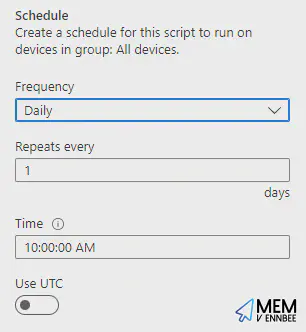 Schedule
Create a schedule for this script to run on
devices in group: All devices.
Frequency
Daily
Repeats every
1
days
Time
10:00:00 AM
Use UTC
MEM
V ENNBEE